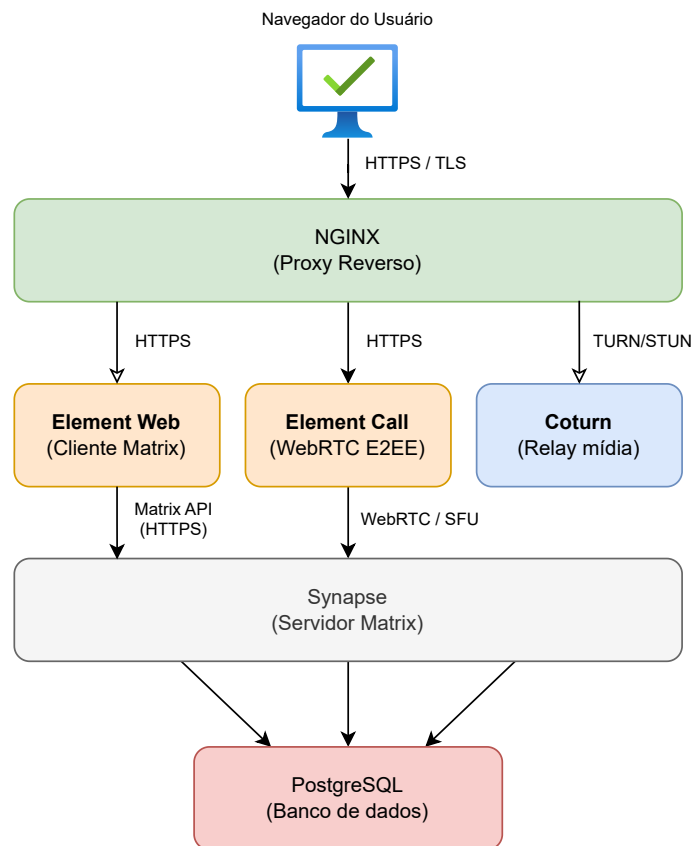 Navegador do Usuário
HTTPS / TLS
NGINX
(Proxy Reverso)
HTTPS
HTTPS
TURN/STUN
Element Web
(Cliente Matrix)
Element Call
(WebRTC E2EE)
Coturn
(Relay mídia)
Matrix API
(HTTPS)
WebRTC / SFU
Synapse
(Servidor Matrix)
PostgreSQL
(Banco de dados)